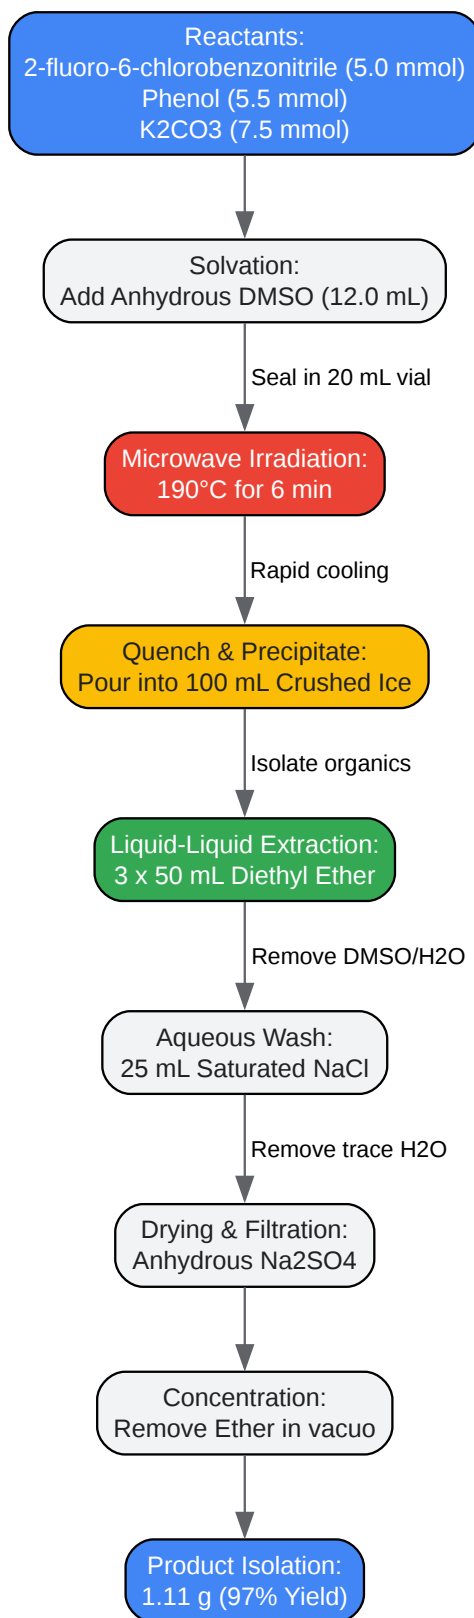 Reactants:
2-fluoro-6-chlorobenzonitrile (5.0 mmol)
Phenol (5.5 mmol)
K2CO3 (7.5 mmol)
Solvation:
Add Anhydrous DMSO (12.0 mL)
Seal in 20 mL vial
Microwave Irradiation:
190°C for 6 min
Rapid cooling
Quench & Precipitate:
Pour into 100 mL Crushed Ice
Isolate organics
Liquid-Liquid Extraction:
3 x 50 mL Diethyl Ether
Remove DMSO/H2O
Aqueous Wash:
25 mL Saturated NaCl
Remove trace H2O
Drying & Filtration:
Anhydrous Na2SO4
Concentration:
Remove Ether in vacuo
Product Isolation:
1.11 g (97% Yield)